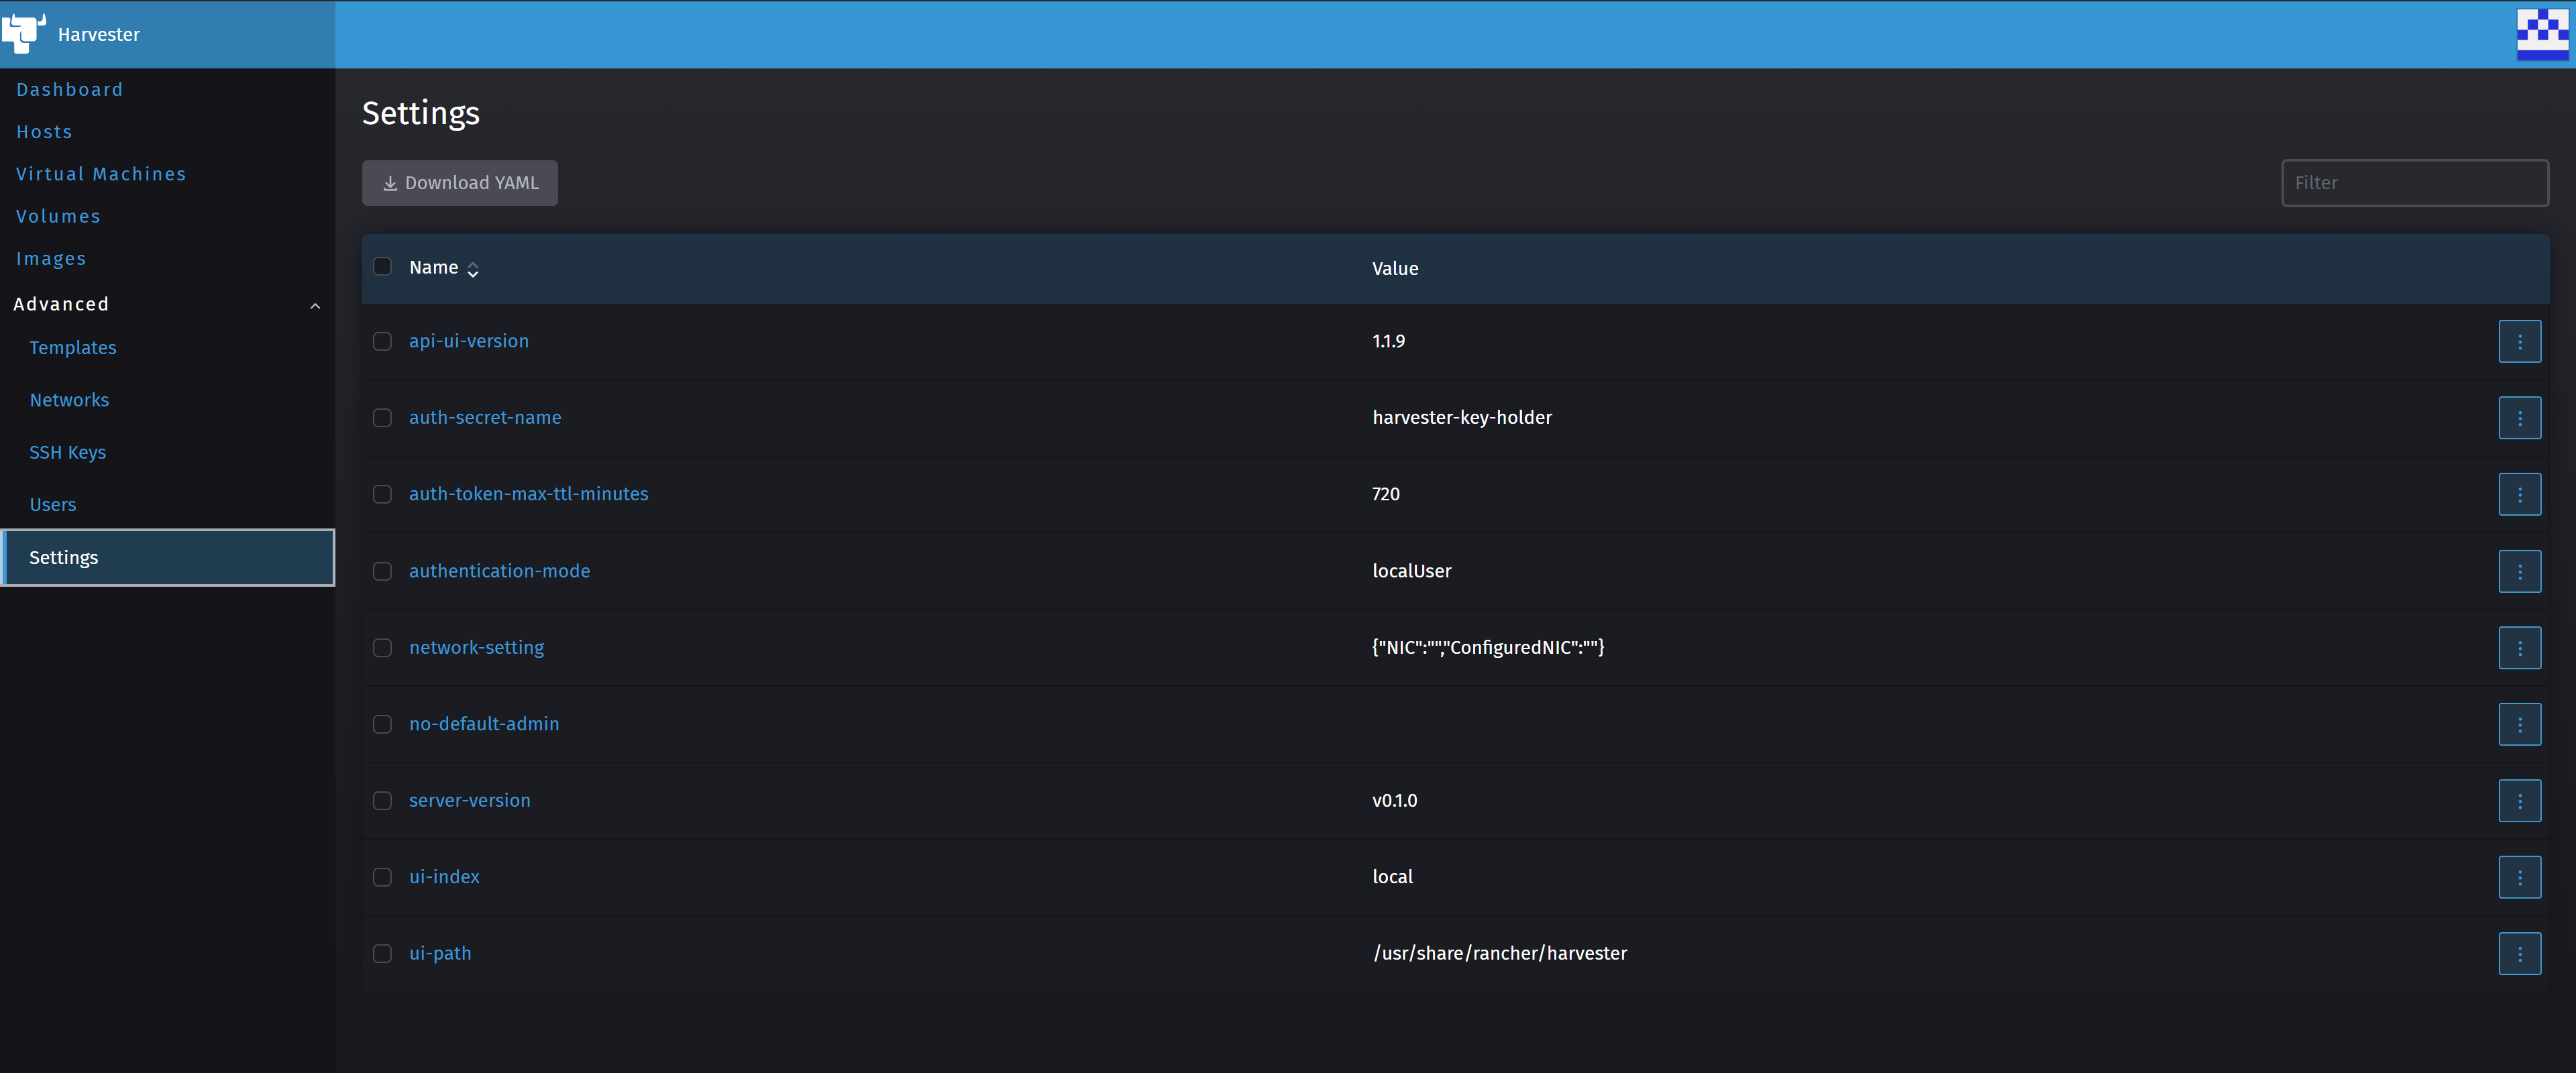 Harvester
Dashboard
Hosts
Virtual Machines
Volumes
Images
Advanced
Templates
Networks
SSH Keys
Users
Settings
Settings
Download YAML
Filter
Name Value
api-ui-version 1.1.9
auth-secret-name harvester-key-holder
auth-token-max-ttl-minutes 720
authentication-mode localUser
network-setting {"NIC":"","ConfiguredNIC":""}
no-default-admin
server-version v0.1.0
ui-index local
ui-path /usr/share/rancher/harvester